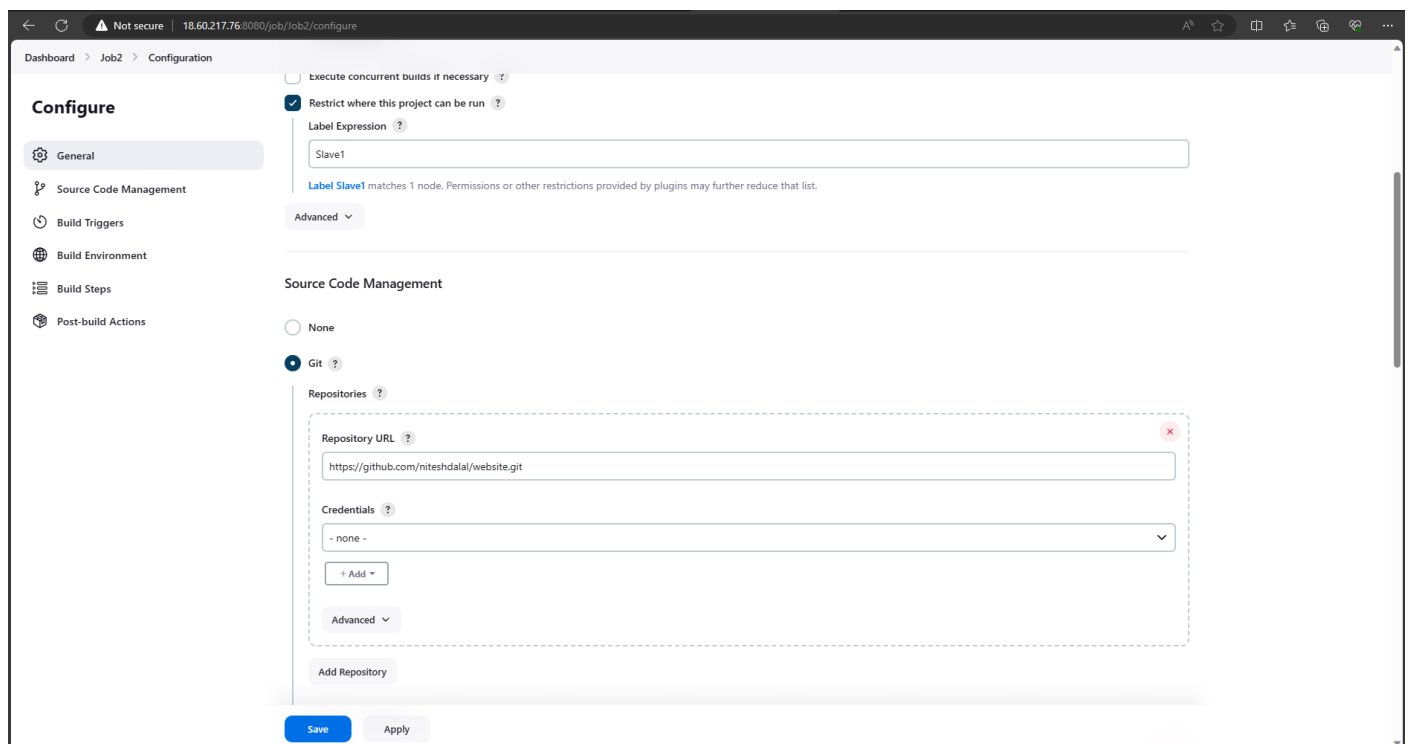 Not secure 18.60.217.76:8080/job/Job2/configure
Dashboard > Job2 > Configuration
Execute concurrent builds if necessary ?
Configure
Restrict where this project can be run ?
Label Expression ?
General
Slave1
Source Code Management
Label Slave1 matches 1 node. Permissions or other restrictions provided by plugins may further reduce that list.
Build Triggers
Advanced
Build Environment
Build Steps
Post-build Actions
Source Code Management
None
Git ?
Repositories ?
Repository URL ?
https://github.com/niteshdalal/website.git
Credentials ?
- none -
+ Add
Advanced
Add Repository
Save
Apply